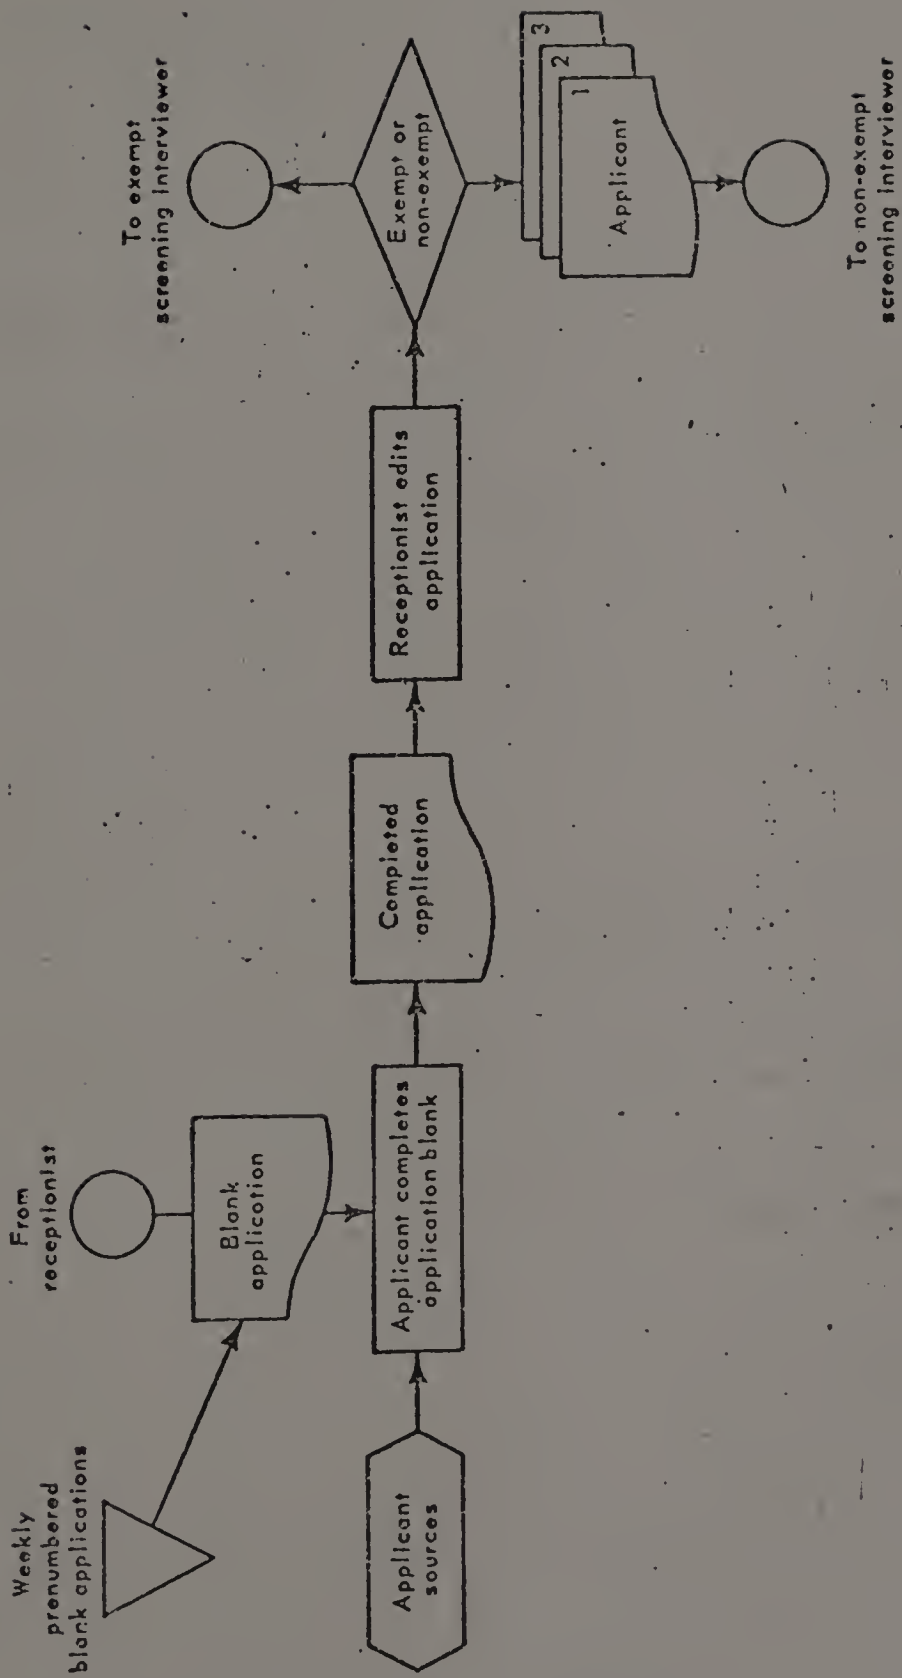 Weekly
prenumbered
blank applications
From
receptionist
Blank
application
Applicant
sources
Applicant completes
application blank
Completed
application
Receptionist edits
application
Exempt or
non-exempt
To exempt
screening interviewer
3
2
1
Applicant
To non-exempt
screening interviewer